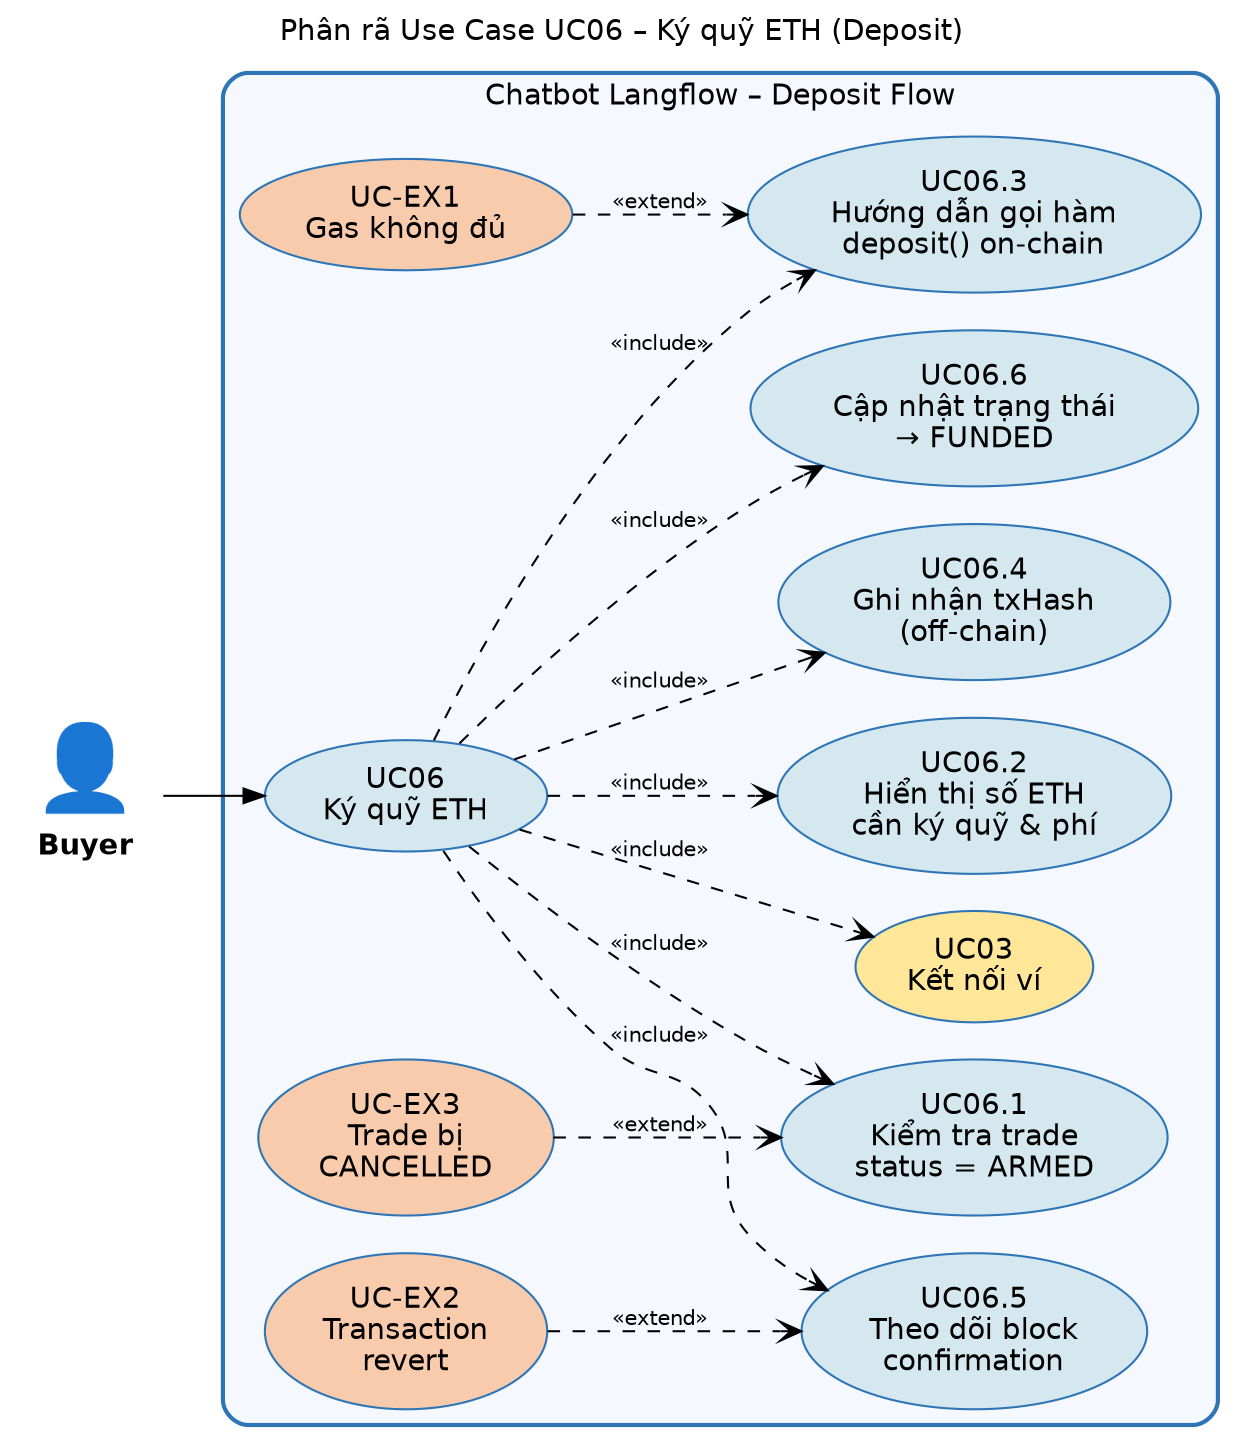 Phân rã Use Case UC06 – Ký quỹ ETH (Deposit)
Chatbot Langflow – Deposit Flow
UC-EX1
Gas không đủ
«extend»
UC06.3
Hướng dẫn gọi hàm
deposit() on-chain
«include»
UC06.6
Cập nhật trạng thái
→ FUNDED
«include»
UC06.4
Ghi nhận txHash
(off-chain)
«include»
Buyer
UC06
Ký quỹ ETH
«include»
UC06.2
Hiển thị số ETH
cần ký quỹ & phí
«include»
UC03
Kết nối ví
«include»
«include»
UC-EX3
Trade bị
CANCELLED
«extend»
UC06.1
Kiểm tra trade
status = ARMED
UC-EX2
Transaction
revert
«extend»
UC06.5
Theo dõi block
confirmation